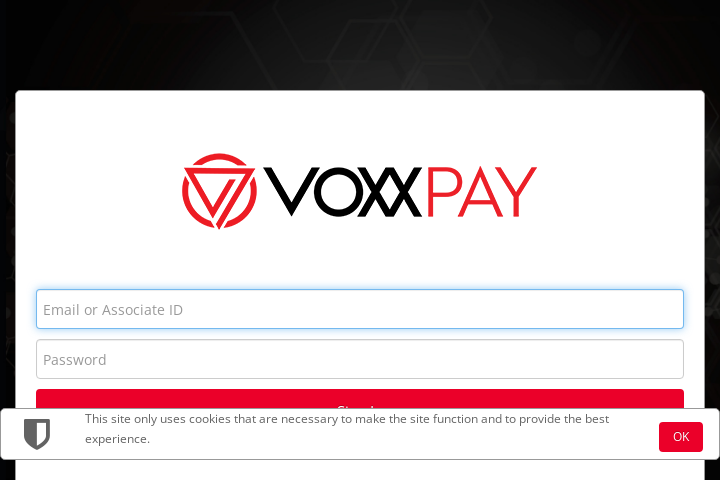 VOXXPAY
Email or Associate ID
Password
This site only uses cookies that are necessary to make the site function and to provide the best
experience.
OK